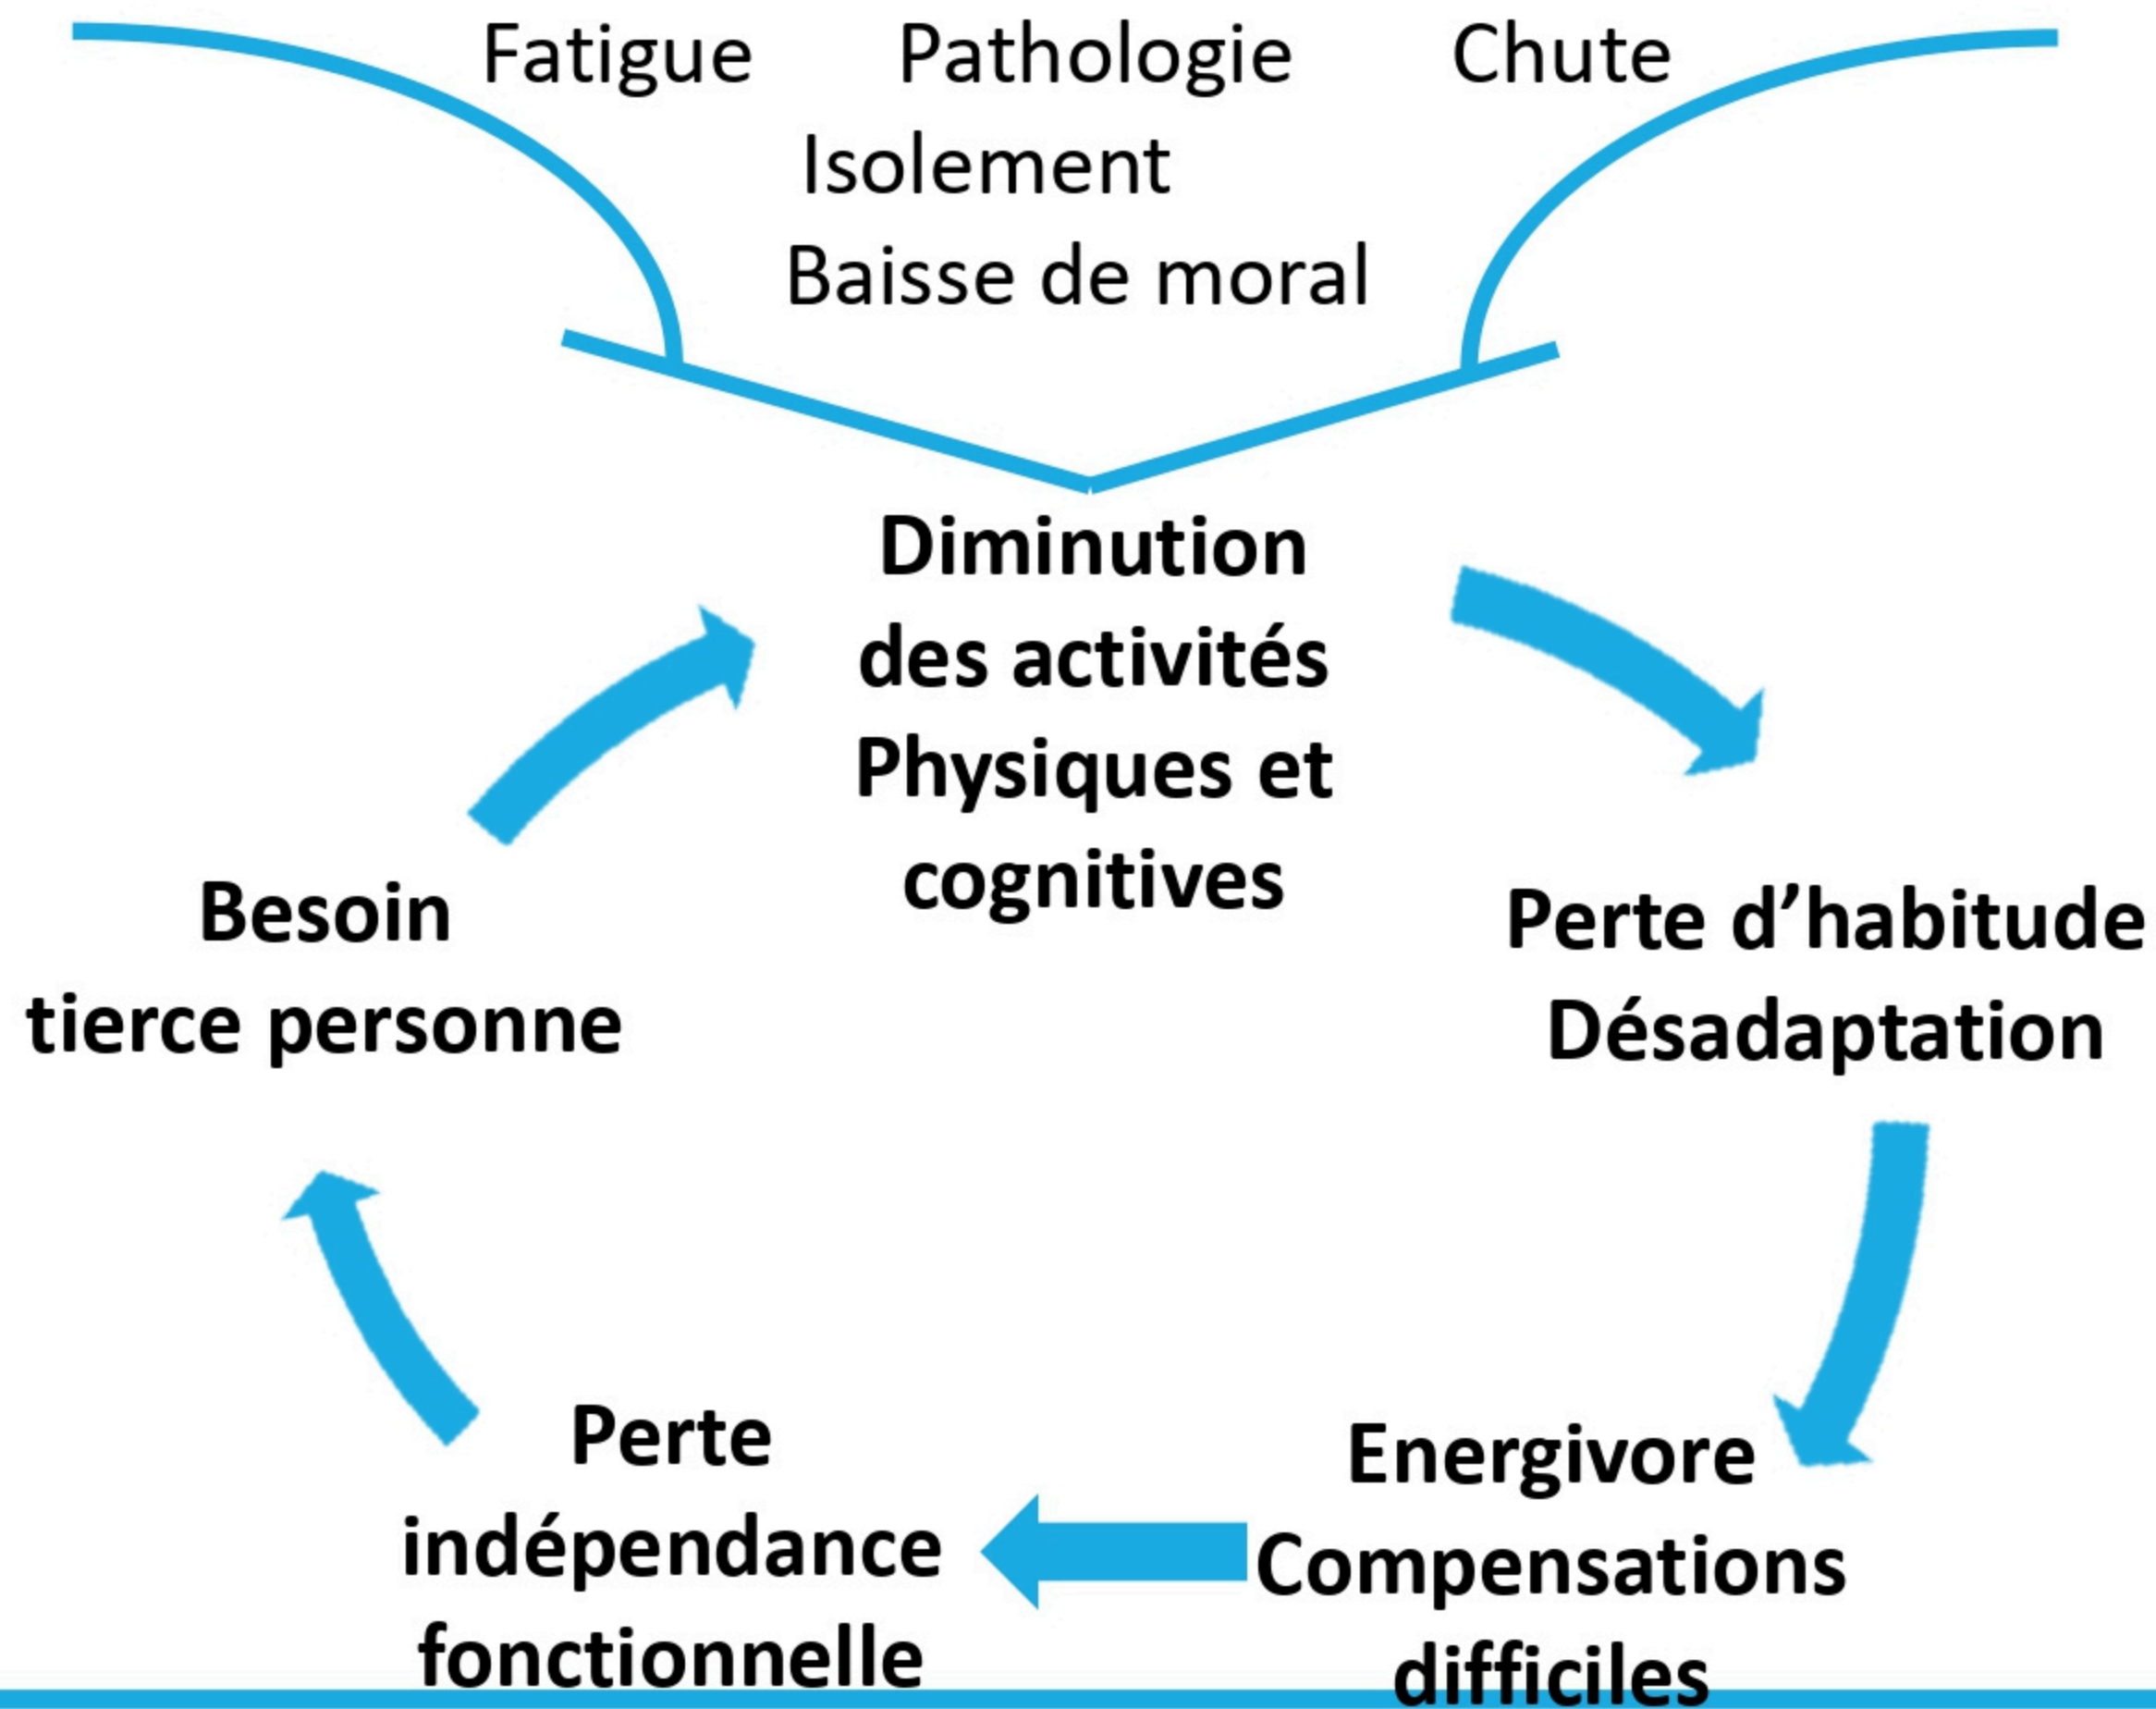 Fatigue Pathologie Chute
Isolement
Baisse de moral
Diminution
des activités
Physiques et
cognitives
Perte d’habitude
Désadaptation
Energivore
Compensations
difficiles
Perte
indépendance
fonctionnelle
Besoin
tierce personne